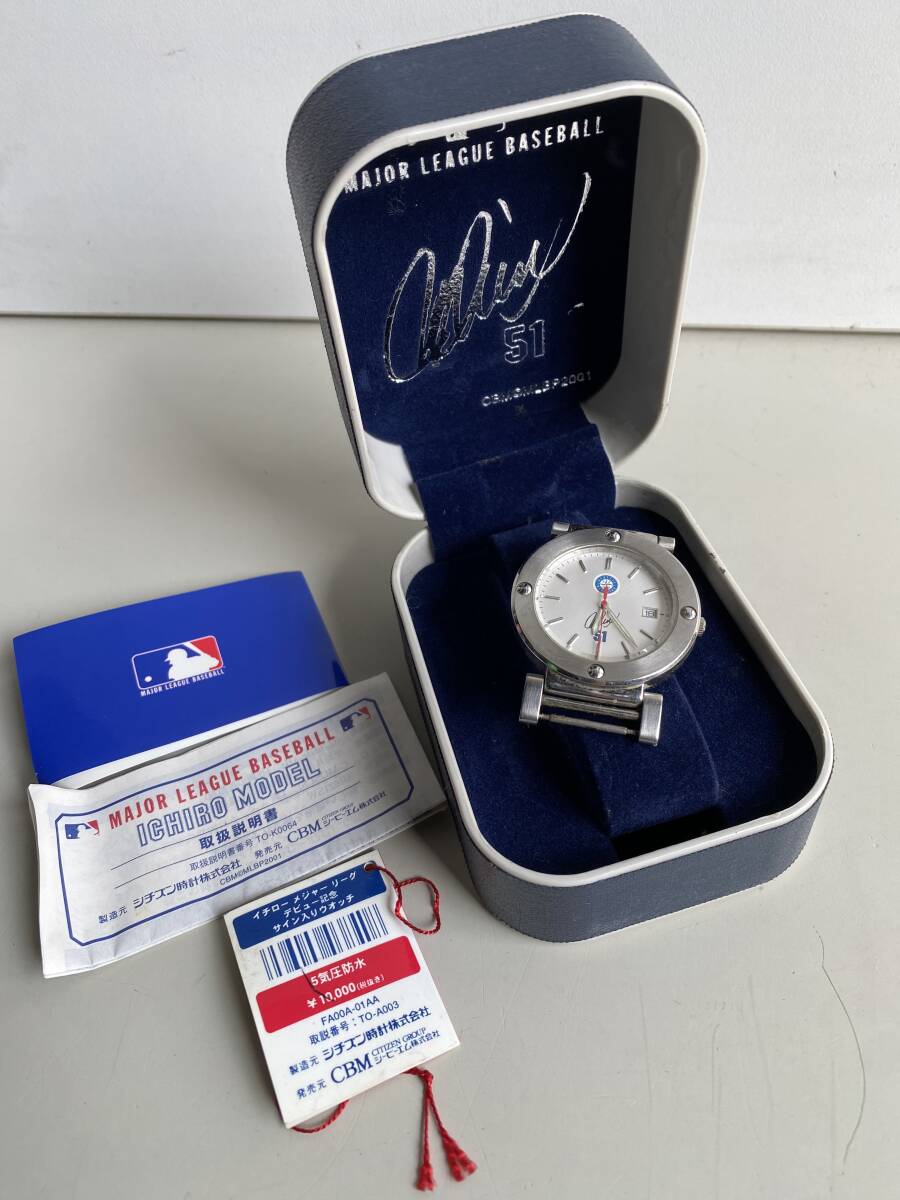 MAJOR LEAGUE BASEBALL
51
CBM©MLBP2001
51
MAJOR LEAGUE BASEBALL
MAJOR LEAGUE BASEBALL
ICHIRO MODEL
取扱説明書
取扱説明書番号 TO-K0064
製造元 シチズン時計株式会社 発売元 CBM CITIZEN GROUP シービーエム株式会社
CBM©MLBP2001
イチロー メジャー リーグ
デビュー記念
サイン入りウオッチ
5気圧防水
¥10,000(税抜き)
FA00A-01AA
取説番号:TO-A003
製造元 シチズン時計株式会社
発売元 CBM CITIZEN GROUP シービーエム株式会社